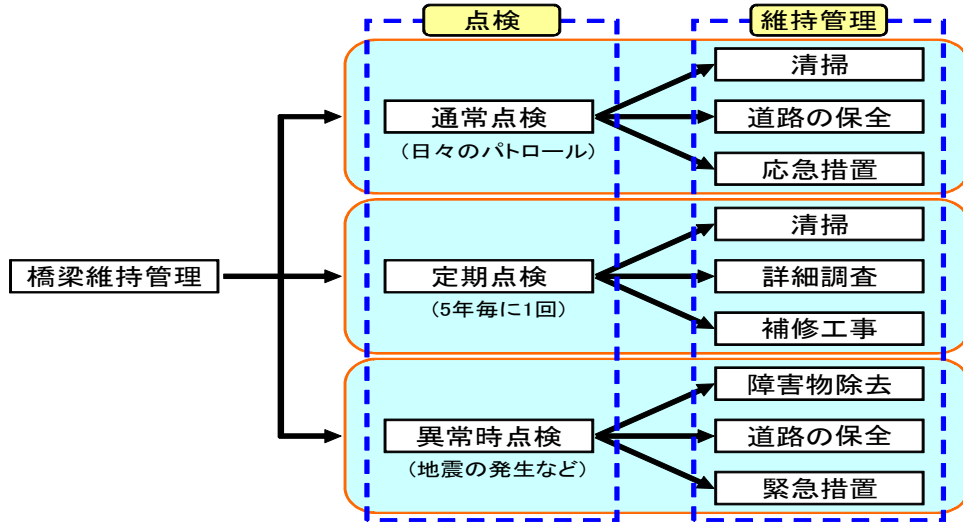 点検
維持管理
橋梁維持管理
通常点検
(日々のパトロール)
清掃
道路の保全
応急措置
定期点検
(5年毎に1回)
清掃
詳細調査
補修工事
異常時点検
(地震の発生など)
障害物除去
道路の保全
緊急措置